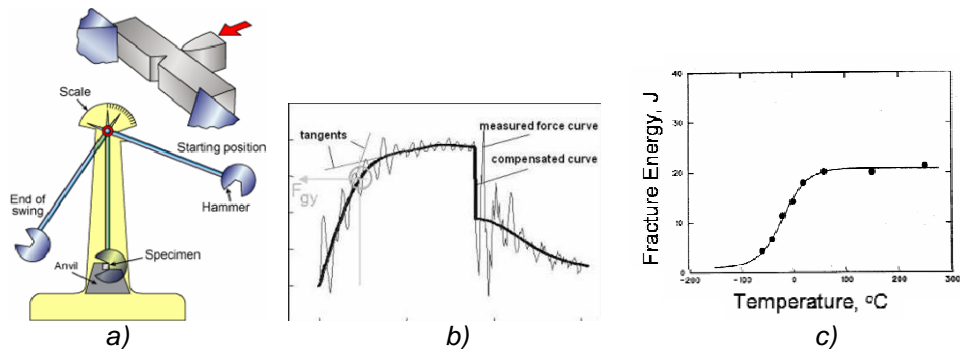 Scale
Starting position
Hammer
End of
swing
Specimen
Anvil
a)
tangents
measured force curve
compensated curve
F gy
b)
Fracture Energy, J
40
30
20
10
0
-200
-100
0
100
200
300
Temperature, ºC
c)